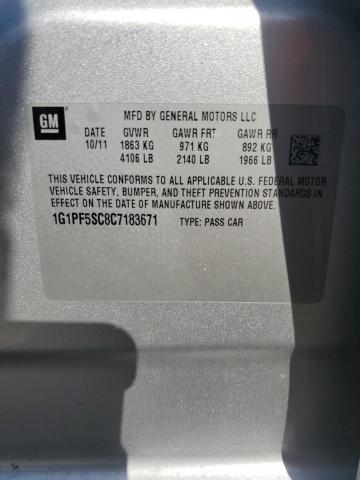 GM
MFD BY GENERAL MOTORS LLC
DATE GVWR GAWR FRT GAWR RR
10/11 1863 KG 971 KG 892 KG
4106 LB 2140 LB 1966 LB
THIS VEHICLE CONFORMS TO ALL APPLICABLE U.S. FEDERAL MOTOR
VEHICLE SAFETY, BUMPER, AND THEFT PREVENTION STANDARDS IN
EFFECT ON THE DATE OF MANUFACTURE SHOWN ABOVE.
1G1PF5SC8C7183671 TYPE: PASS CAR